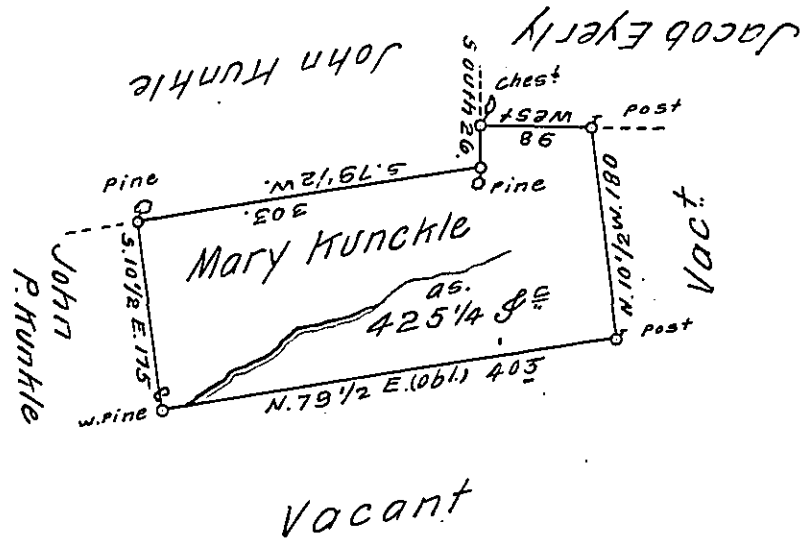 Jacob Eyerly
John Kunkle
South 26.
Chest
West
98
Post
Pine
S. 79 1/2 W.
303.
Pine
Mary Kunckle
John
P. Kunkle
S. 10 1/2 E. 175
as.
425 1/4 &c
N. 10 1/2 W. 180
Vact
Post
W. Pine
N. 79 1/2 E. (obl.) 403
Vacant